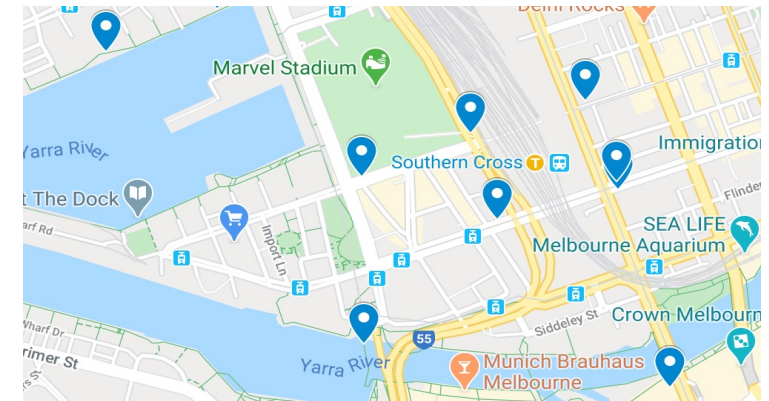 Delhi Rocks
Marvel Stadium
Yarra River
Southern Cross
T
Immigration
t The Dock
Flinde
arf Rd
Import Ln
SEA LIFE
Melbourne Aquarium
Siddeley St
Crown Melbourn
Wharf Dr
55
rimer St
Yarra River
Munich Brauhaus
Melbourne